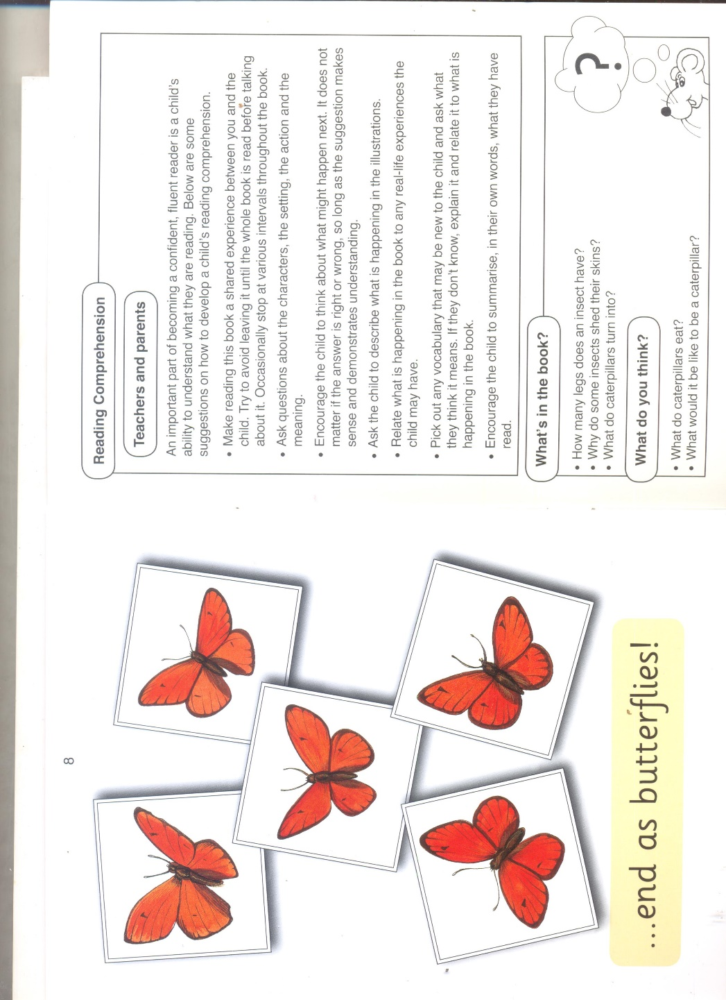 8
...end as butterflies!
Reading Comprehension
Teachers and parents
An important part of becoming a confident, fluent reader is a child's
ability to understand what they are reading. Below are some
suggestions on how to develop a child's reading comprehension.
• Make reading this book a shared experience between you and the
child. Try to avoid leaving it until the whole book is read before talking
about it. Occasionally stop at various intervals throughout the book.
• Ask questions about the characters, the setting, the action and the
meaning.
• Encourage the child to think about what might happen next. It does not
matter if the answer is right or wrong, so long as the suggestion makes
sense and demonstrates understanding.
• Ask the child to describe what is happening in the illustrations.
• Relate what is happening in the book to any real-life experiences the
child may have.
• Pick out any vocabulary that may be new to the child and ask what
they think it means. If they don't know, explain it and relate it to what is
happening in the book.
• Encourage the child to summarise, in their own words, what they have
read.
What's in the book?
• How many legs does an insect have?
• Why do some insects shed their skins?
• What do caterpillars turn into?
What do you think?
• What do caterpillars eat?
• What would it be like to be a caterpillar?
?